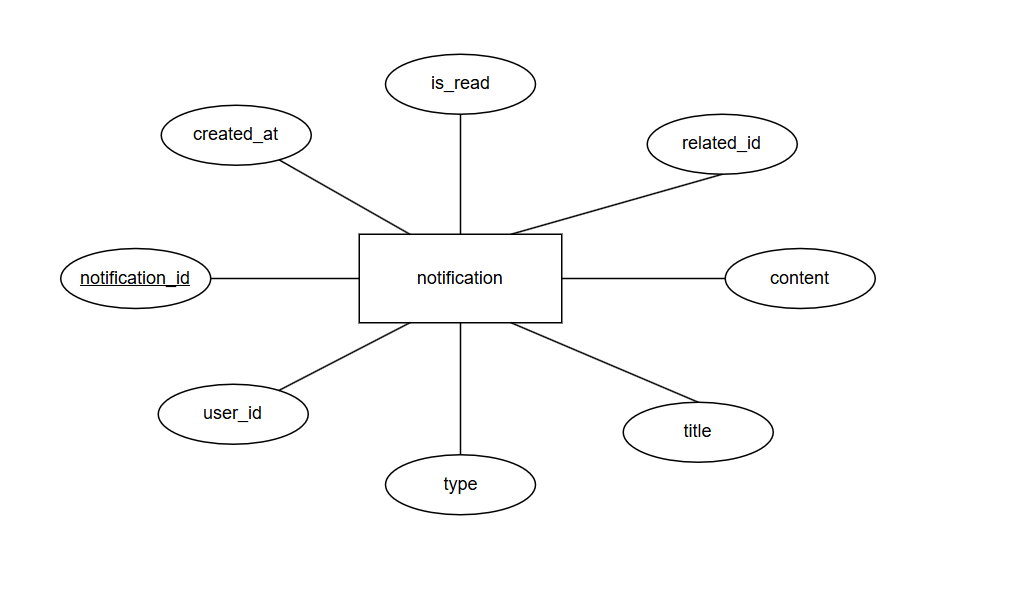 is_read
created_at
related_id
notification_id
notification
content
user_id
title
type